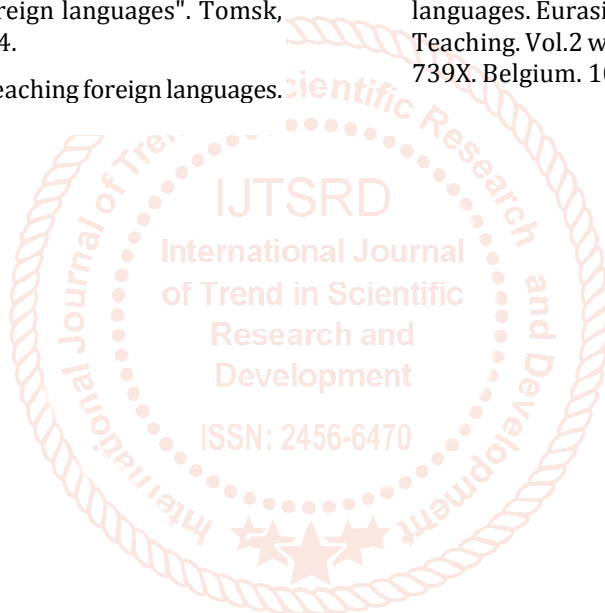 reign languages". Tomsk,
4.
eaching foreign languages.
languages. Eurasi
Teaching. Vol.2 w
739X. Belgium. 1
International Journal of Trend in Scientific Research and Development
IJTSRD
International Journal
of Trend in Scientific
Research and
Development
ISSN: 2456-6470